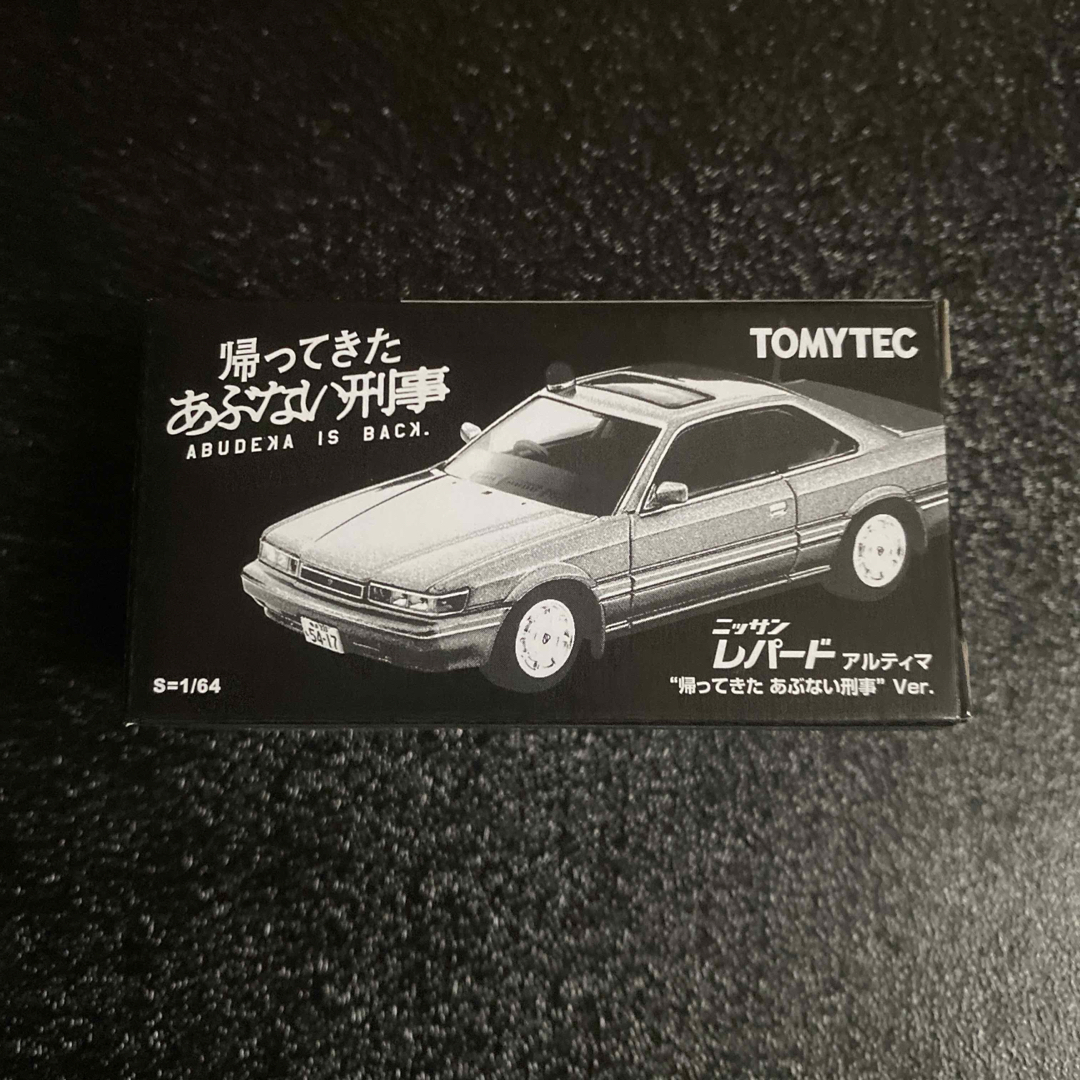 帰ってきた
あぶない刑事
ABUDEKA IS BACK.
TOMYTEC
54-17
S=1/64
ニッサン
レパード アルティマ
“帰ってきた あぶない刑事” Ver.